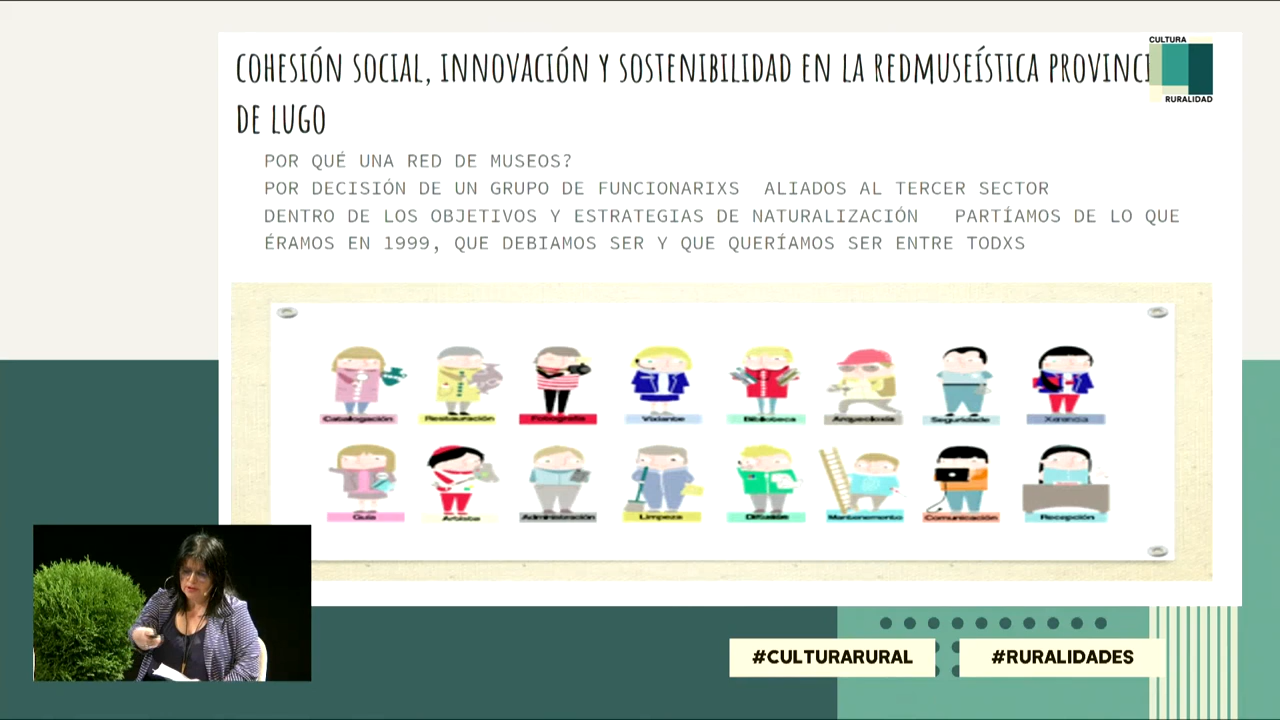 COHESIÓN SOCIAL, INNOVACIÓN Y SOSTENIBILIDAD EN LA REDMUSEÍSTICA PROVINCI
DE LUGO
CULTURA
RURALIDAD
POR QUÉ UNA RED DE MUSEOS?
POR DECISIÓN DE UN GRUPO DE FUNCIONARIXS ALIADOS AL TERCER SECTOR
DENTRO DE LOS OBJETIVOS Y ESTRATEGIAS DE NATURALIZACIÓN PARTÍAMOS DE LO QUE
ÉRAMOS EN 1999, QUE DEBIAMOS SER Y QUE QUERÍAMOS SER ENTRE TODXS
Catalogación Restauración Fotógrafo Vixiante Biblioteca Arqueoloxía Seguridade Xerencia
Guía Artista Administración Limpeza Difusión Mantenemento Comunicación Recepción
#CULTURARURAL #RURALIDADES